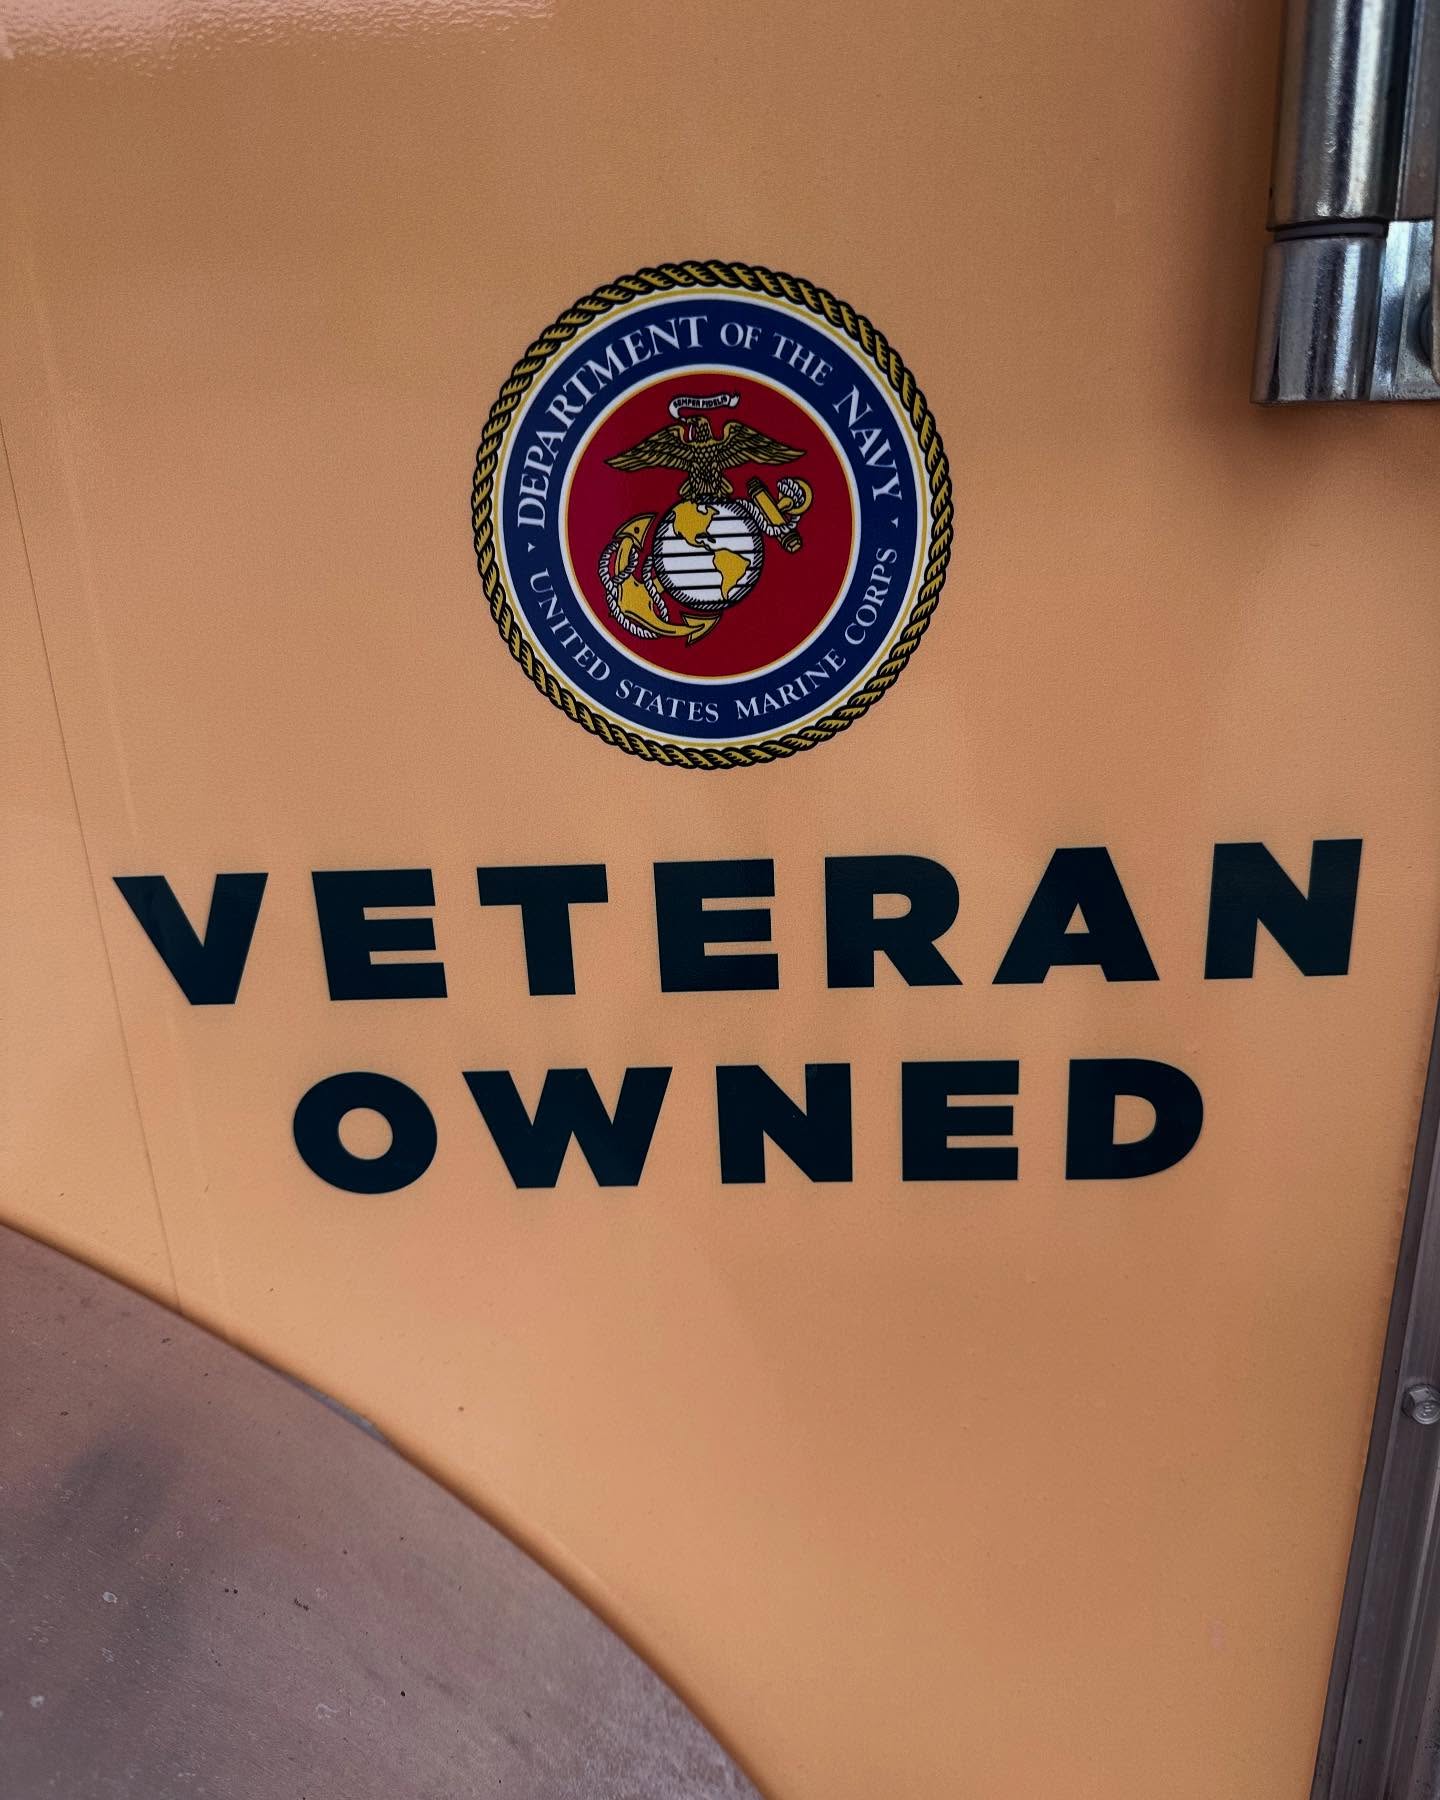 DEPARTMENT OF THE NAVY
SEMPER FIDELIS
UNITED STATES MARINE CORPS
VETERAN
OWNED